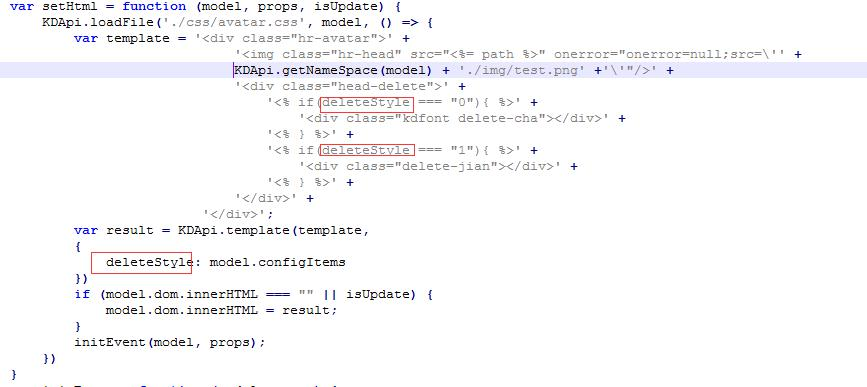 var setHtml = function (model, props, isUpdate) {
KDApi.loadFile('./css/avatar.css', model, () => {
var template = '<div class="hr-avatar">' +
'<img class="hr-head" src="<%= path %>" onerror="onerror=null;src=\'' +
KDApi.getNameSpace(model) + './img/test.png' +'\'"/>' +
'<div class="head-delete">' +
'<% if(deleteStyle === "0"){ %>' +
'<div class="kdfont delete-cha"></div>' +
'<% } %>' +
'<% if(deleteStyle === "1"){ %>' +
'<div class="delete-jian"></div>' +
'<% } %>' +
'</div>' +
'</div>';
var result = KDApi.template(template,
{
deleteStyle: model.configItems
})
if (model.dom.innerHTML === "" || isUpdate) {
model.dom.innerHTML = result;
}
initEvent(model, props);
})
}